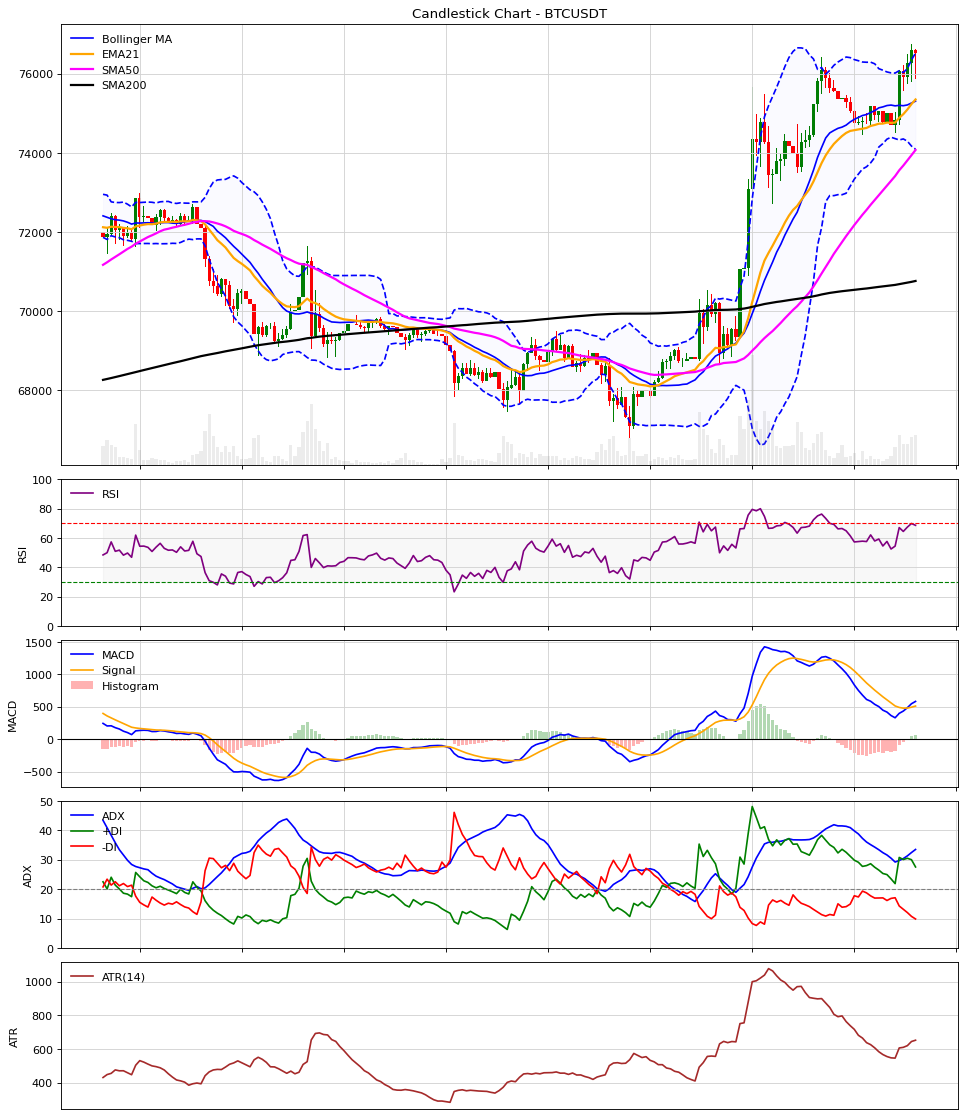 Candlestick Chart - BTCUSDT
Bollinger MA
EMA21
SMA50
SMA200
76000
74000
72000
70000
68000
RSI
100
80
60
40
20
0
RSI
MACD
Signal
Histogram
1500
1000
500
0
−500
MACD
ADX
+DI
-DI
50
40
30
20
10
0
ADX
ATR(14)
1000
800
600
400
ATR